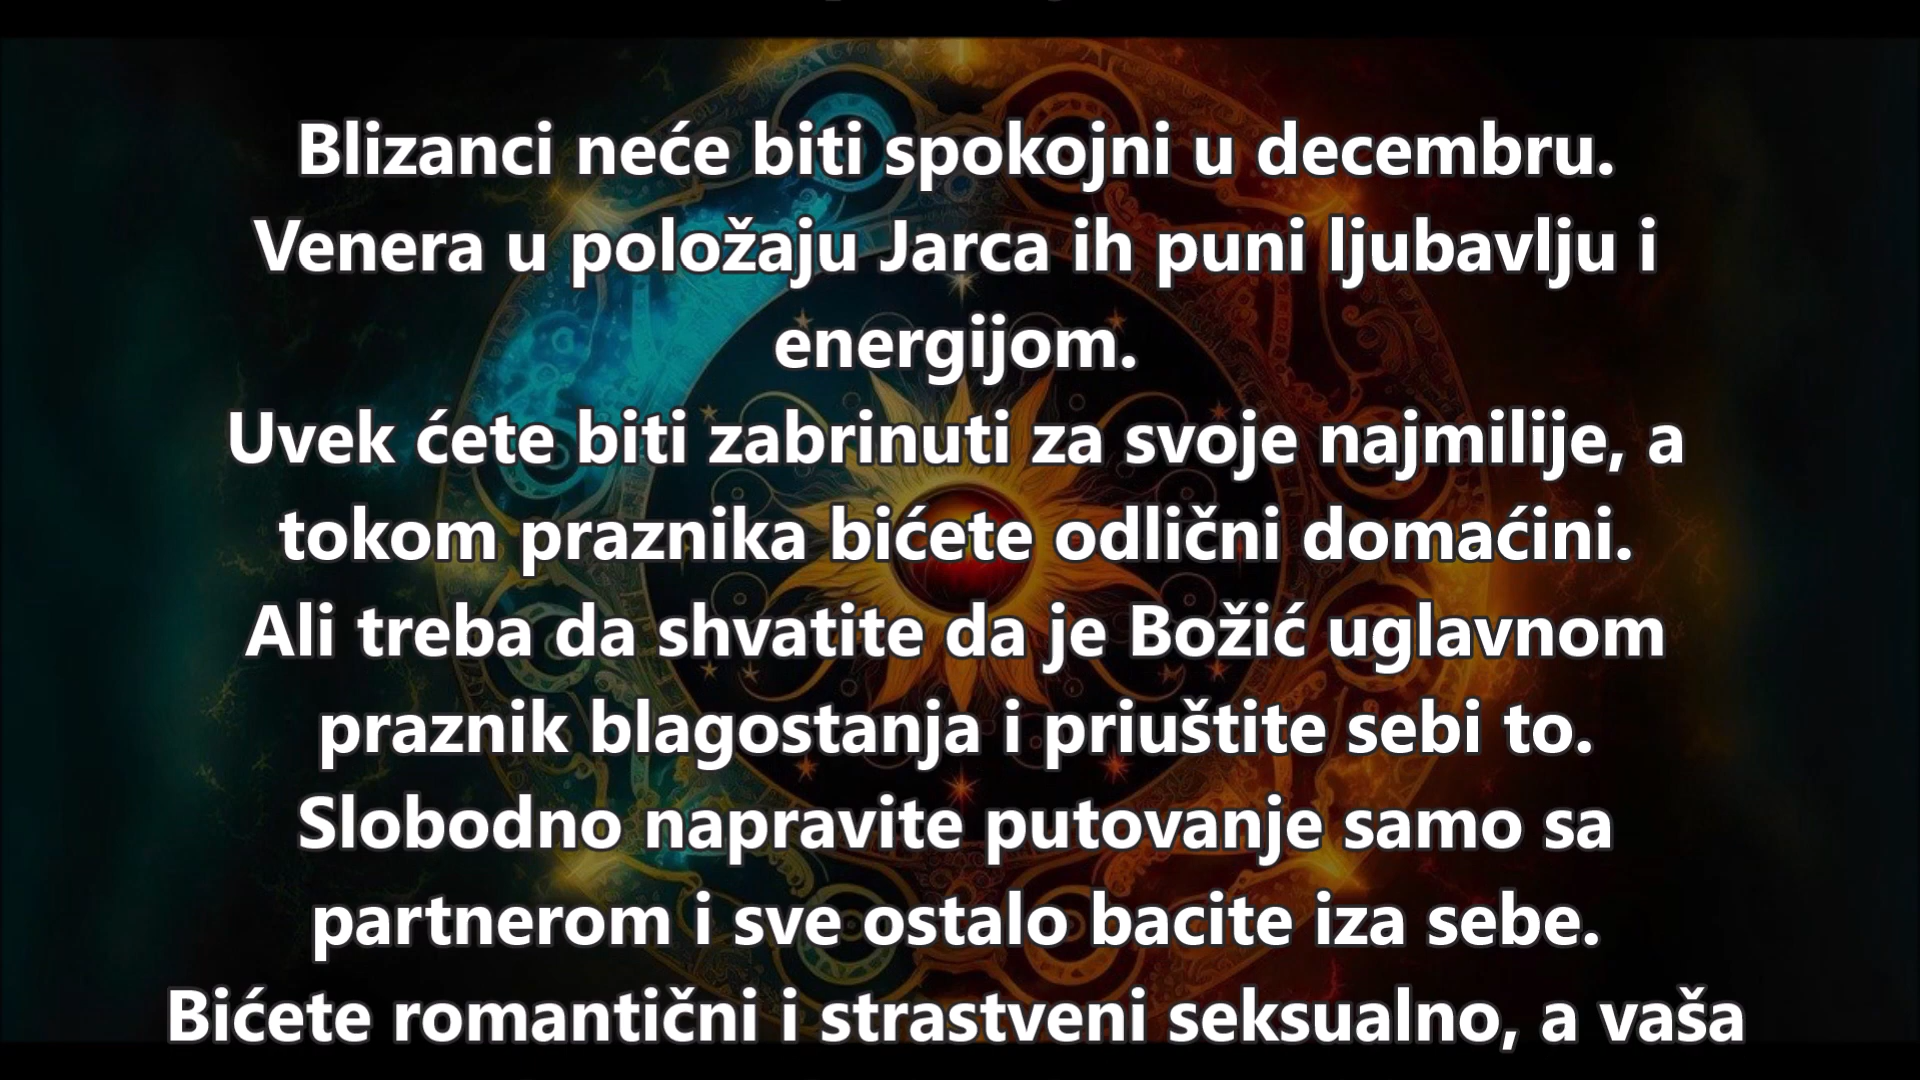 Blizanci neće biti spokojni u decembru.
Venera u položaju Jarca ih puni ljubavlju i
energijom.
Uvek ćete biti zabrinuti za svoje najmilije, a
tokom praznika bićete odlični domaćini.
Ali treba da shvatite da je Božić uglavnom
praznik blagostanja i priuštite sebi to.
Slobodno napravite putovanje samo sa
partnerom i sve ostalo bacite iza sebe.
Bićete romantični i strastveni seksualno, a vaša